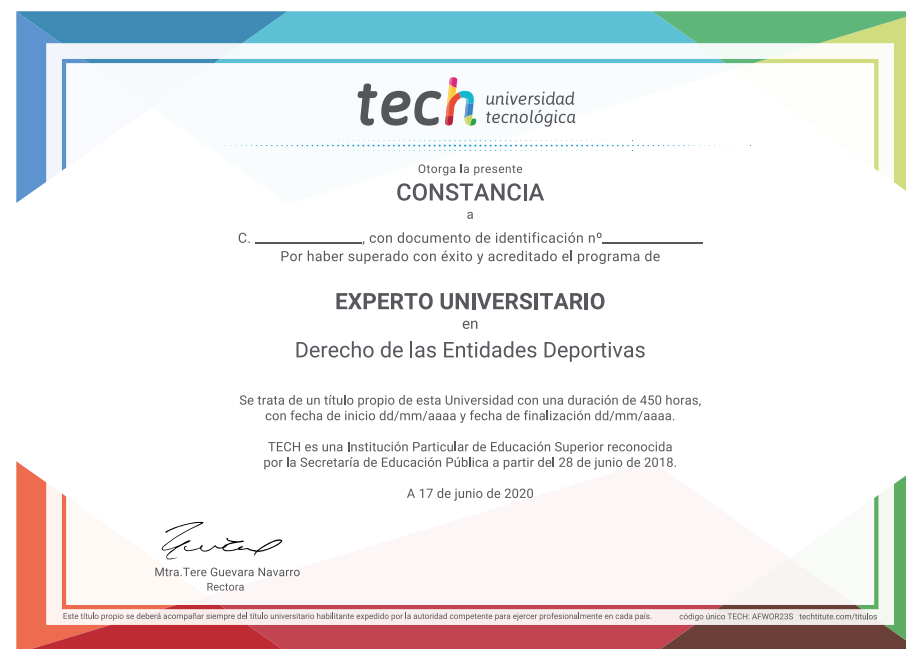 tech universidad
tecnológica
Otorga la presente
CONSTANCIA
a
C. ____________, con documento de identificación nº____________
Por haber superado con éxito y acreditado el programa de
EXPERTO UNIVERSITARIO
en
Derecho de las Entidades Deportivas
Se trata de un título propio de esta Universidad con una duración de 450 horas,
con fecha de inicio dd/mm/aaaa y fecha de finalización dd/mm/aaaa.
TECH es una Institución Particular de Educación Superior reconocida
por la Secretaría de Educación Pública a partir del 28 de junio de 2018.
A 17 de junio de 2020
Mtra.Tere Guevara Navarro
Rectora
Este título propio se deberá acompañar siempre del título universitario habilitante expedido por la autoridad competente para ejercer profesionalmente en cada país. código único TECH: AFWOR23S techtitute.com/titulos